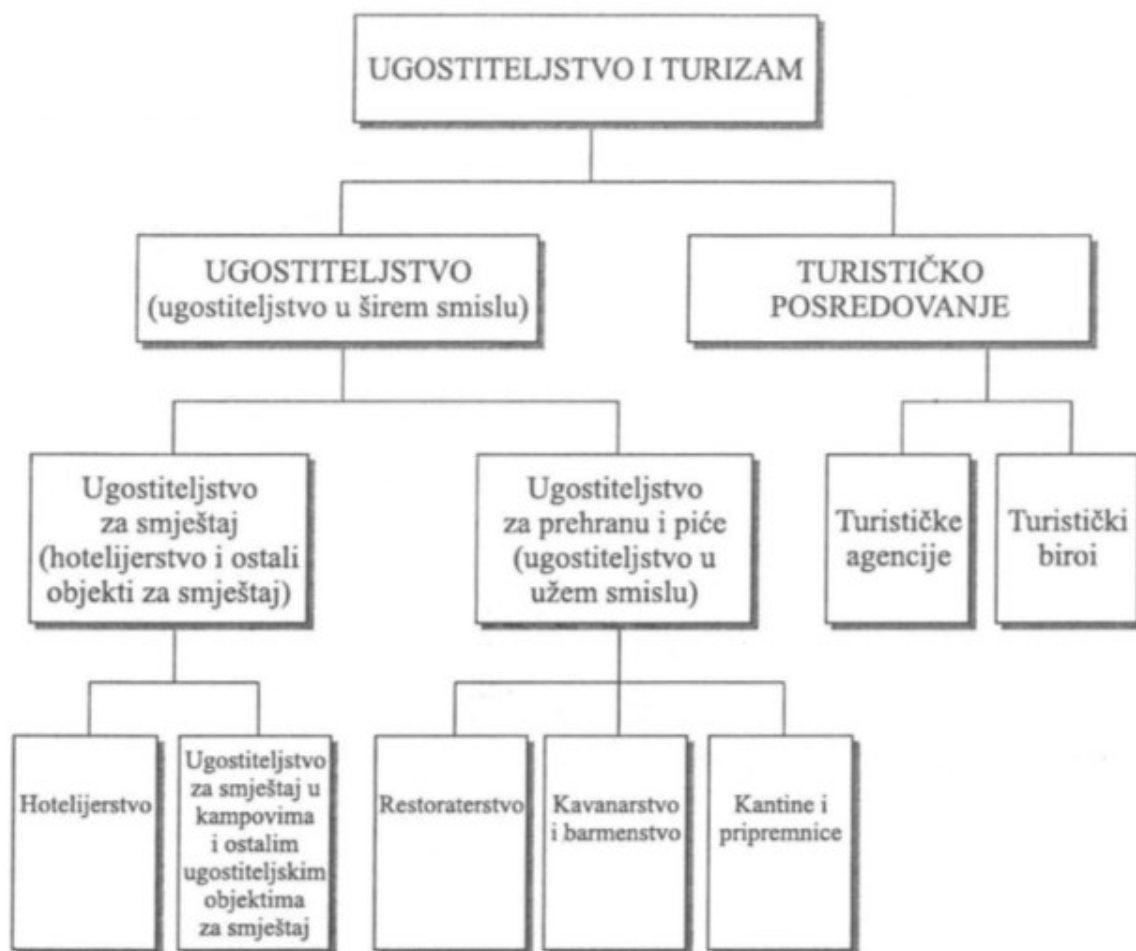 UGOSTITELJSTVO I TURIZAM
UGOSTITELJSTVO
(ugostiteljstvo u širem smislu)
TURISTIČKO
POSREDOVANJE
Ugostiteljstvo
za smještaj
(hotelijerstvo i ostali
objekti za smještaj)
Ugostiteljstvo
za prehranu i piće
(ugostiteljstvo u
užem smislu)
Turističke
agencije
Turistički
biroi
Hotelijerstvo
Ugostiteljstvo
za smještaj u
kampovima
i ostalim
ugostiteljskim
objektima
za smještaj
Restoraterstvo
Kavanarstvo
i barmenstvo
Kantine i
pripremnice